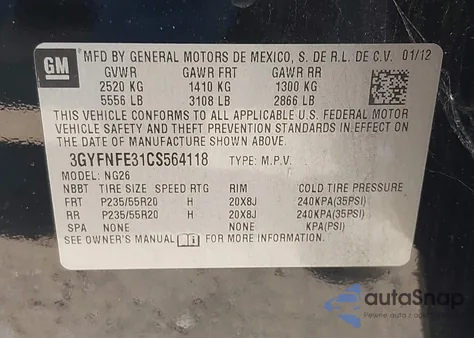 GM
MFD BY GENERAL MOTORS DE MEXICO, S. DE R.L. DE C.V. 01/12
GVWR GAWR FRT GAWR RR
2520 KG 1410 KG 1300 KG
5556 LB 3108 LB 2866 LB
THIS VEHICLE CONFORMS TO ALL APPLICABLE U.S. FEDERAL MOTOR
VEHICLE SAFETY AND THEFT PREVENTION STANDARDS IN EFFECT ON THE
DATE OF MANUFACTURE SHOWN ABOVE.
3GYFNFE31CS564118 TYPE: M.P.V.
MODEL: NG26
NBBT TIRE SIZE SPEED RTG RIM COLD TIRE PRESSURE
FRT P235/55R20 H 20X8J 240KPA(35PSI)
RR P235/55R20 H 20X8J 240KPA(35PSI)
SPA NONE NONE KPA(PSI)
SEE OWNER'S MANUAL FOR MORE INFORMATION.
autaSnap
Pewne auta z dostawą